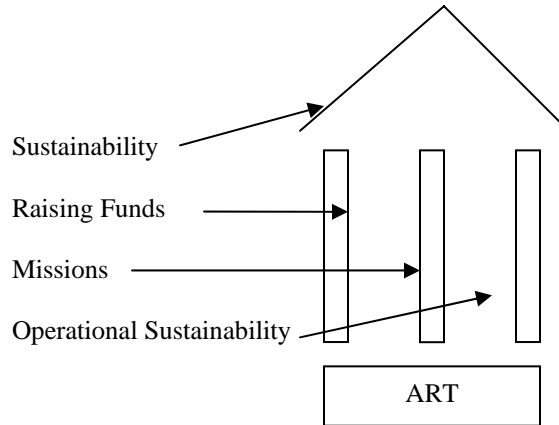 Sustainability
Raising Funds
Missions
Operational Sustainability
ART